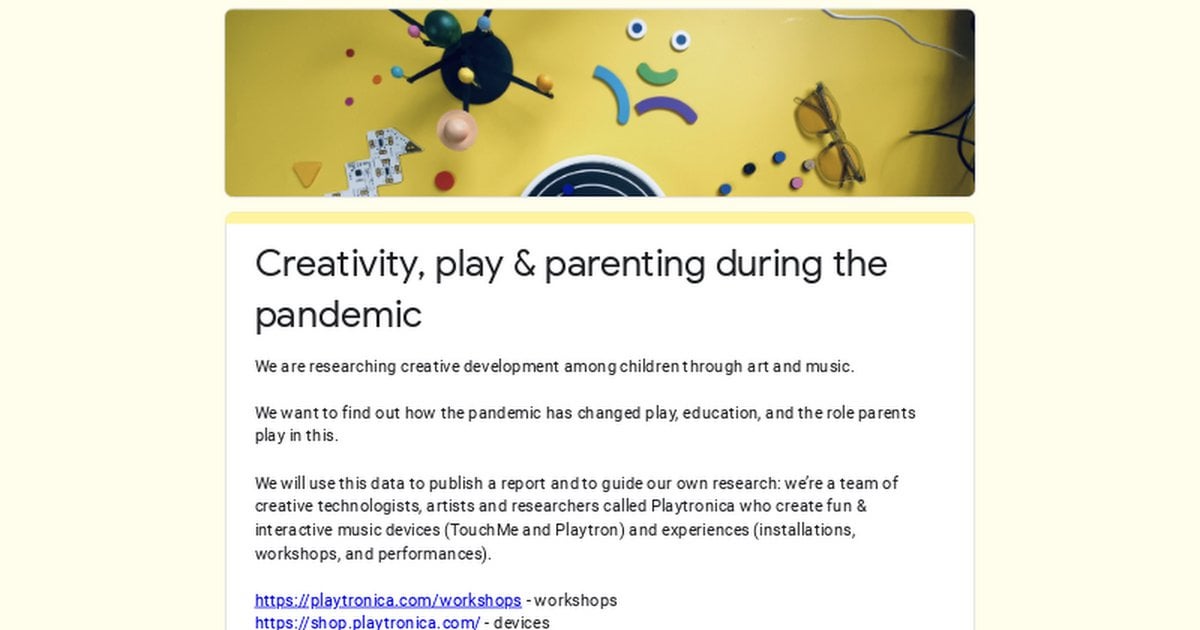 Creativity, play & parenting during the
pandemic
We are researching creative development among children through art and music.
We want to find out how the pandemic has changed play, education, and the role parents
play in this.
We will use this data to publish a report and to guide our own research: we’re a team of
creative technologists, artists and researchers called Playtronica who create fun &
interactive music devices (TouchMe and Playtron) and experiences (installations,
workshops, and performances).
https://playtronica.com/workshops - workshops
https://shop.playtronica.com/ - devices